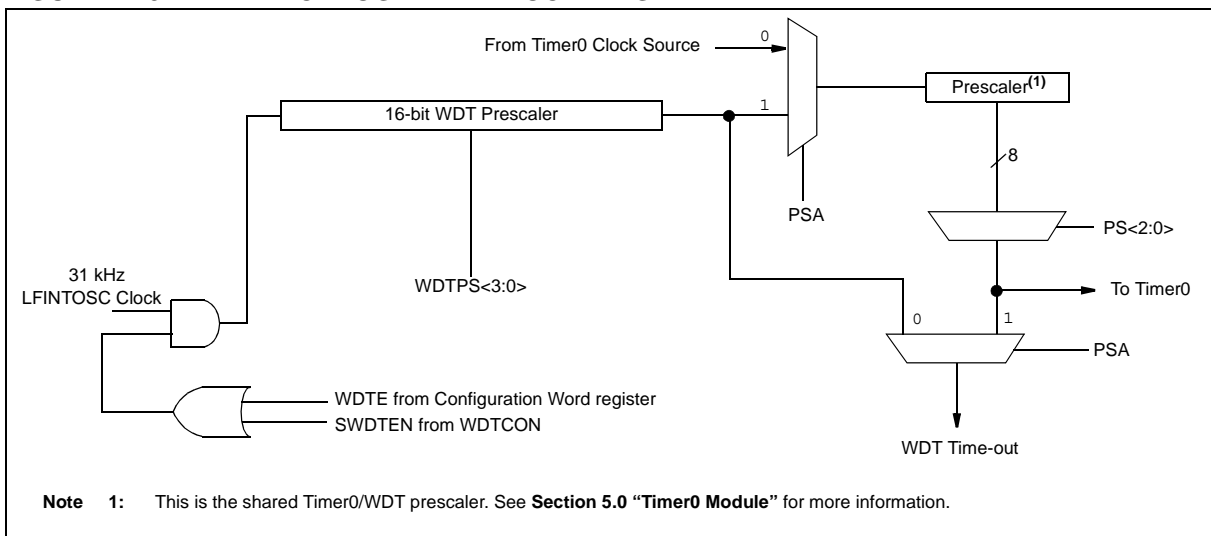 From Timer0 Clock Source
0
1
16-bit WDT Prescaler
Prescaler(1)
8
PSA
PS<2:0>
31 kHz
LFINTOSC Clock
WDTPS<3:0>
To Timer0
0
1
PSA
WDTE from Configuration Word register
SWDTEN from WDTCON
WDT Time-out
Note 1: This is the shared Timer0/WDT prescaler. See Section 5.0 “Timer0 Module” for more information.